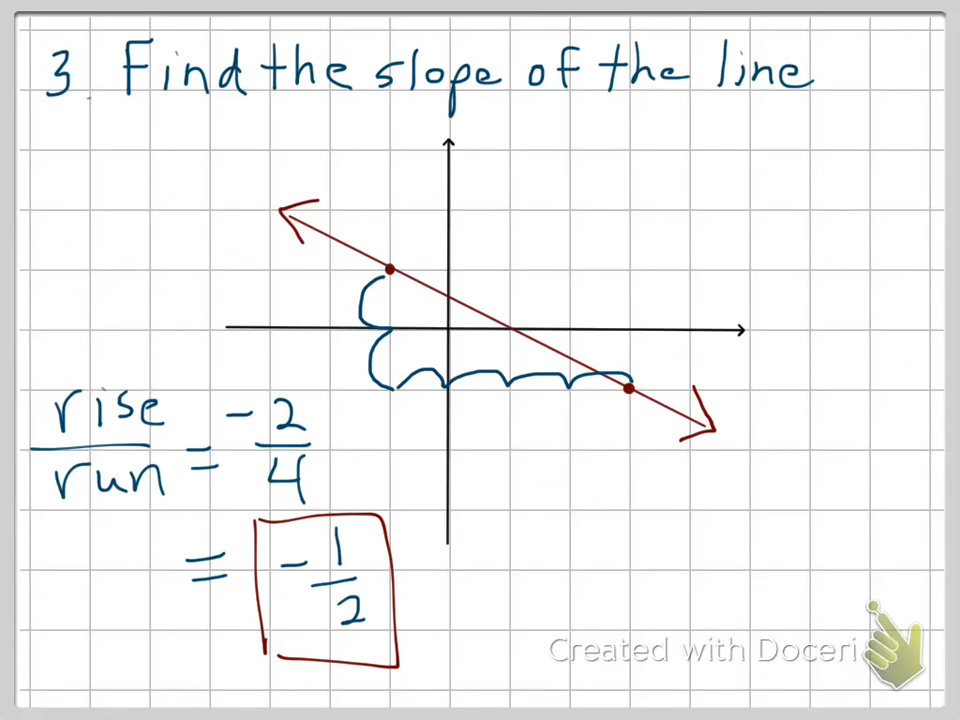 3. Find the slope of the line
rise/run = -2/4
= -1/2
Created with Doceri